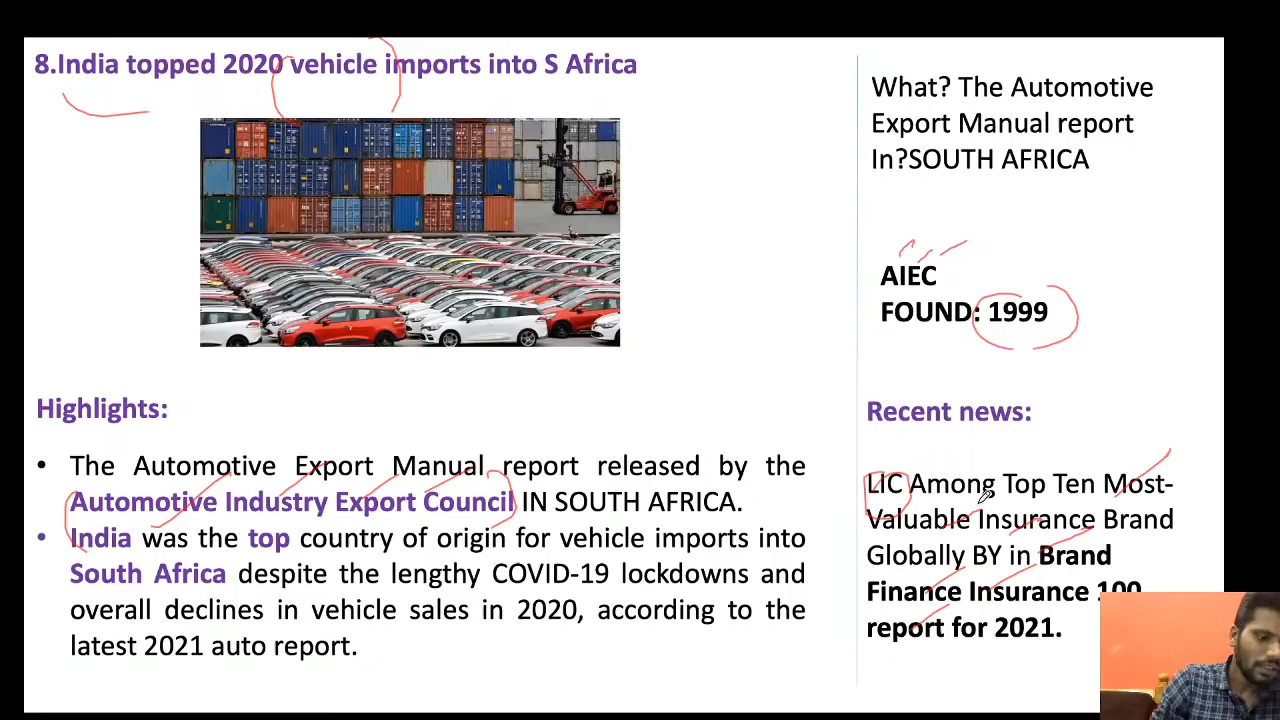 8.India topped 2020 vehicle imports into S Africa
Highlights:
• The Automotive Export Manual report released by the
Automotive Industry Export Council IN SOUTH AFRICA.
• India was the top country of origin for vehicle imports into
South Africa despite the lengthy COVID-19 lockdowns and
overall declines in vehicle sales in 2020, according to the
latest 2021 auto report.
What? The Automotive
Export Manual report
In?SOUTH AFRICA
AIEC
FOUND: 1999
Recent news:
LIC Among Top Ten Most-
Valuable Insurance Brand
Globally BY in Brand
Finance Insurance 100
report for 2021.